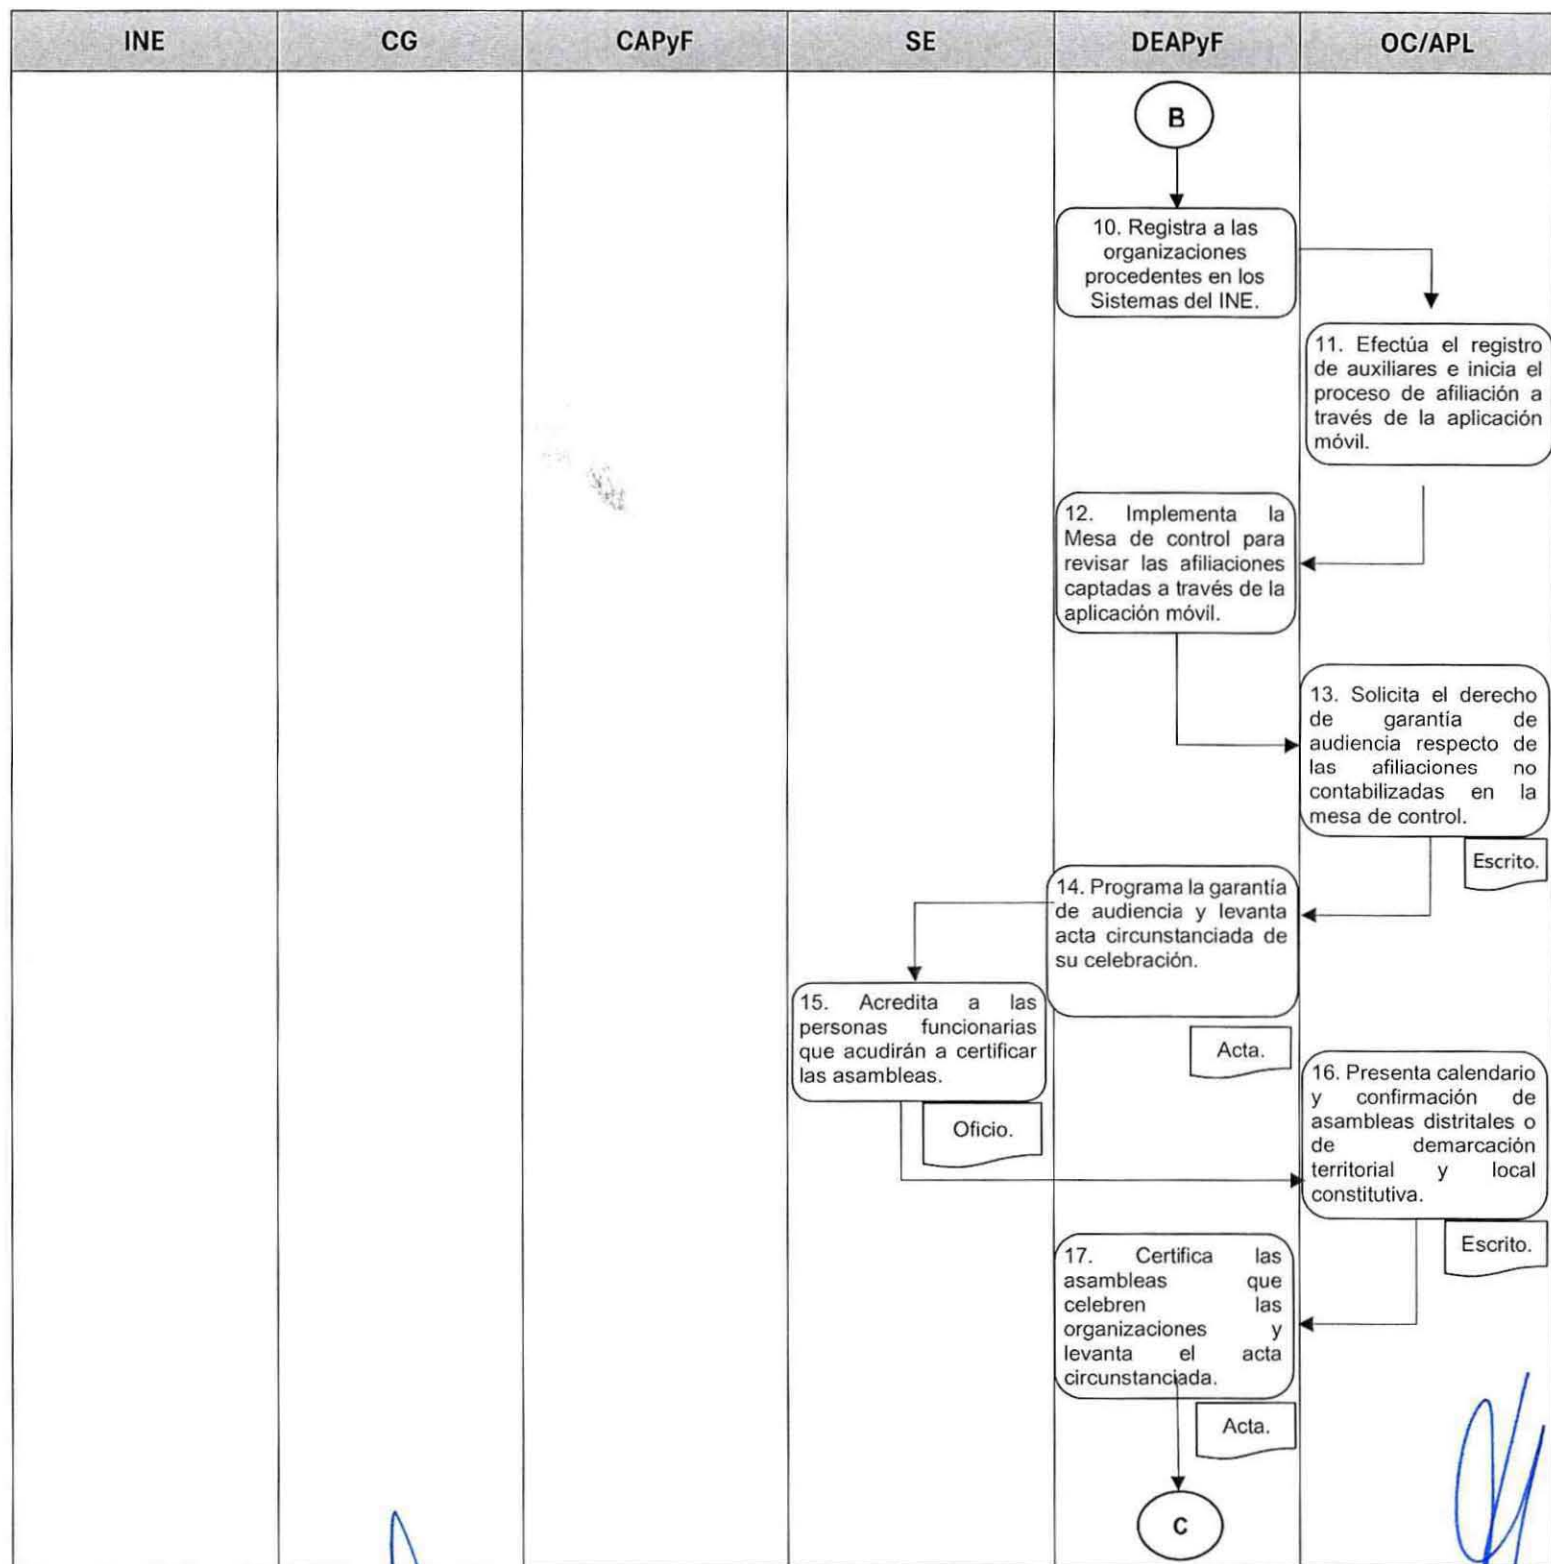 INE CG CAPyF SE DEAPyF OC/APL
B
10. Registra a las
organizaciones
procedentes en los
Sistemas del INE.
11. Efectúa el registro
de auxiliares e inicia el
proceso de afiliación a
través de la aplicación
móvil.
12. Implementa la
Mesa de control para
revisar las afiliaciones
captadas a través de la
aplicación móvil.
13. Solicita el derecho
de garantía de
audiencia respecto de
las afiliaciones no
contabilizadas en la
mesa de control.
Escrito.
14. Programa la garantía
de audiencia y levanta
acta circunstanciada de
su celebración.
Acta.
15. Acredita a las
personas funcionarias
que acudirán a certificar
las asambleas.
Oficio.
16. Presenta calendario
y confirmación de
asambleas distritales o
de demarcación
territorial y local
constitutiva.
Escrito.
17. Certifica las
asambleas que
celebren las
organizaciones y
levanta el acta
circunstanciada.
Acta.
C